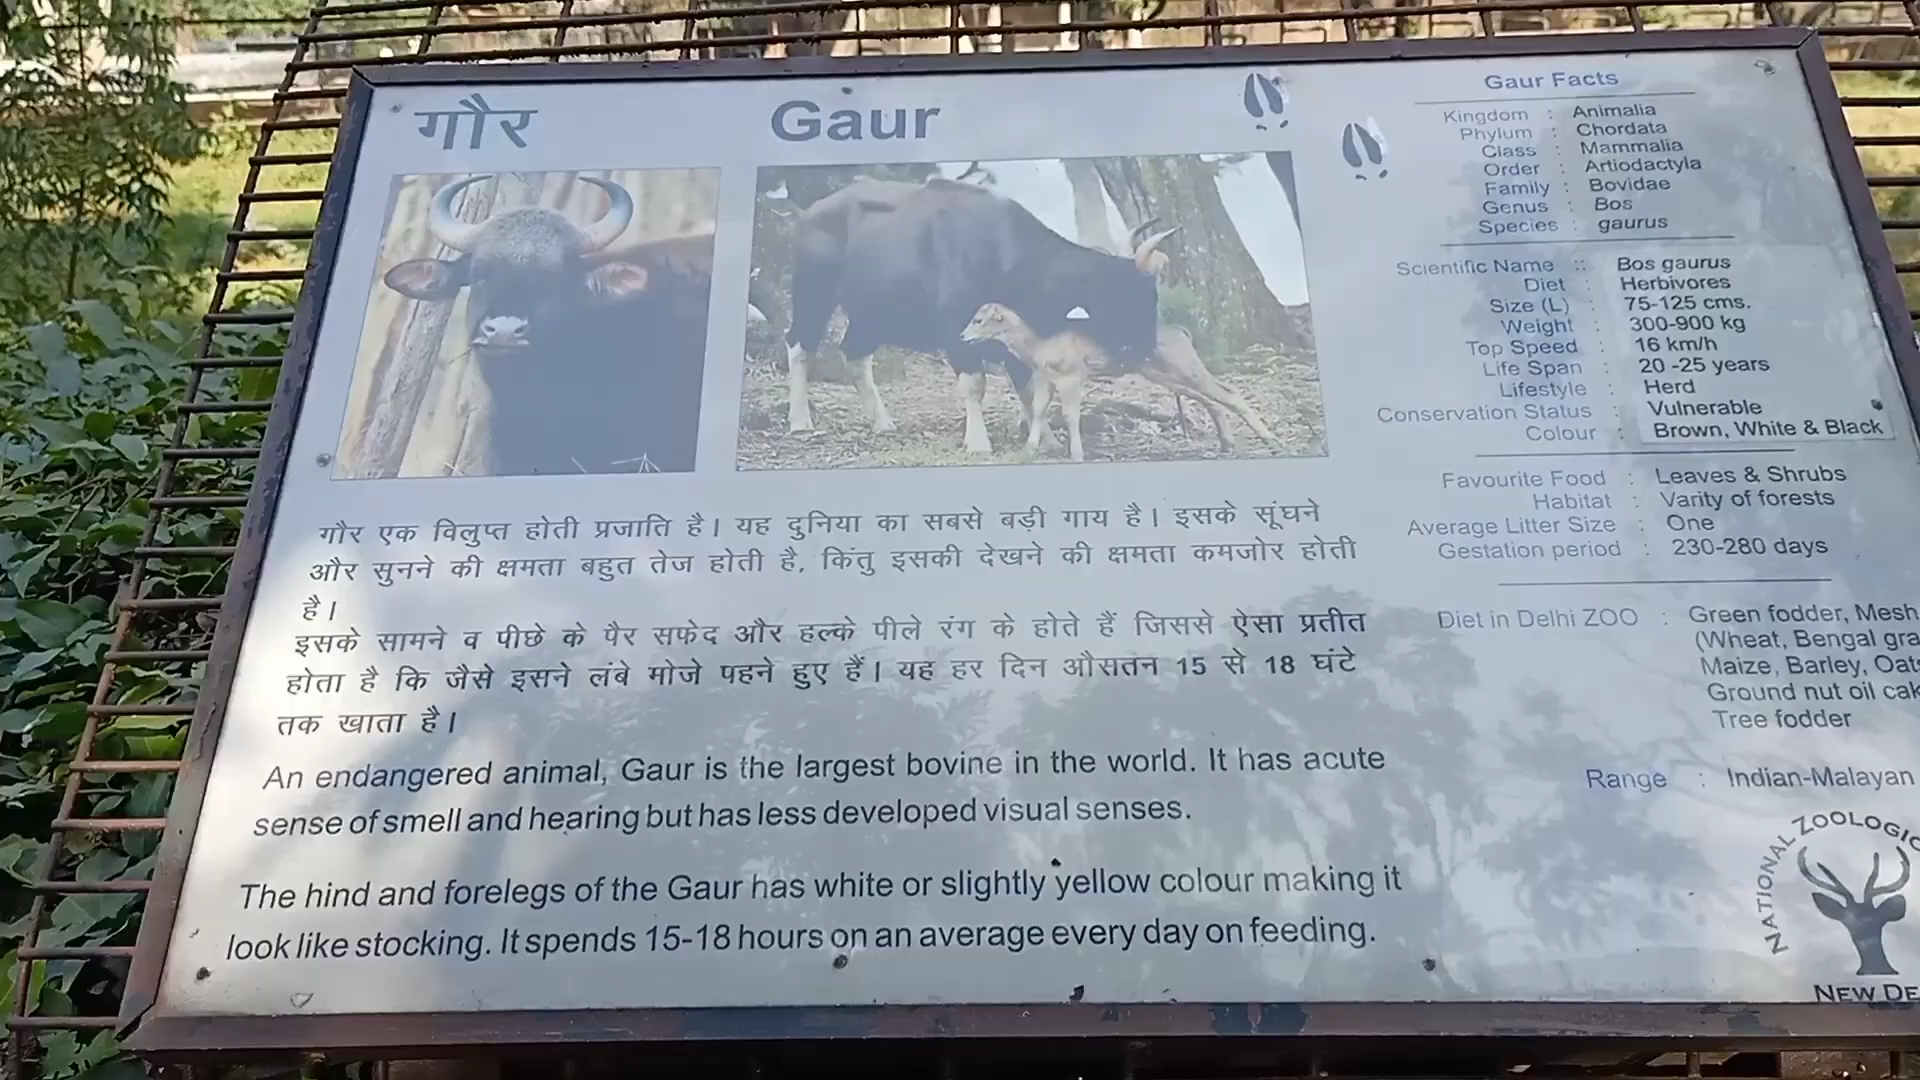 गौर
Gaur
गौर एक विलुप्त होती प्रजाति है। यह दुनिया का सबसे बड़ी गाय है। इसके सूंघने
और सुनने की क्षमता बहुत तेज होती है, किंतु इसकी देखने की क्षमता कमजोर होती
है।
इसके सामने व पीछे के पैर सफेद और हल्के पीले रंग के होते हैं जिससे ऐसा प्रतीत
होता है कि जैसे इसने लंबे मोजे पहने हुए हैं। यह हर दिन औसतन 15 से 18 घंटे
तक खाता है।
An endangered animal, Gaur is the largest bovine in the world. It has acute
sense of smell and hearing but has less developed visual senses.
The hind and forelegs of the Gaur has white or slightly yellow colour making it
look like stocking. It spends 15-18 hours on an average every day on feeding.
Gaur Facts
Kingdom : Animalia
Phylum : Chordata
Class : Mammalia
Order : Artiodactyla
Family : Bovidae
Genus : Bos
Species : gaurus
Scientific Name :: Bos gaurus
Diet : Herbivores
Size (L) : 75-125 cms.
Weight : 300-900 kg
Top Speed : 16 km/h
Life Span : 20 -25 years
Lifestyle : Herd
Conservation Status : Vulnerable
Colour : Brown, White & Black
Favourite Food : Leaves & Shrubs
Habitat : Varity of forests
Average Litter Size : One
Gestation period : 230-280 days
Diet in Delhi ZOO : Green fodder, Mesh
(Wheat, Bengal gra
Maize, Barley, Oats
Ground nut oil cak
Tree fodder
Range : Indian-Malayan
NATIONAL ZOOLOGIC
NEW DE